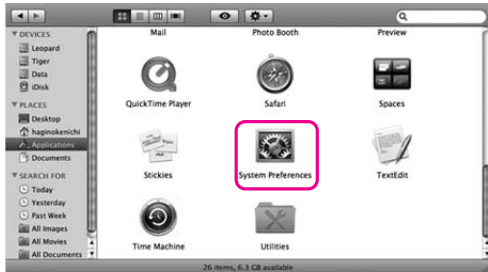 DEVICES
Leopard
Tiger
Data
iDisk
PLACES
Desktop
haginokenichi
Applications
Documents
SEARCH FOR
Today
Yesterday
Past Week
All Images
All Movies
All Documents
Mail Photo Booth Preview
QuickTime Player Safari Spaces
Stickies System Preferences TextEdit
Time Machine Utilities
26 items, 6.3 GB available